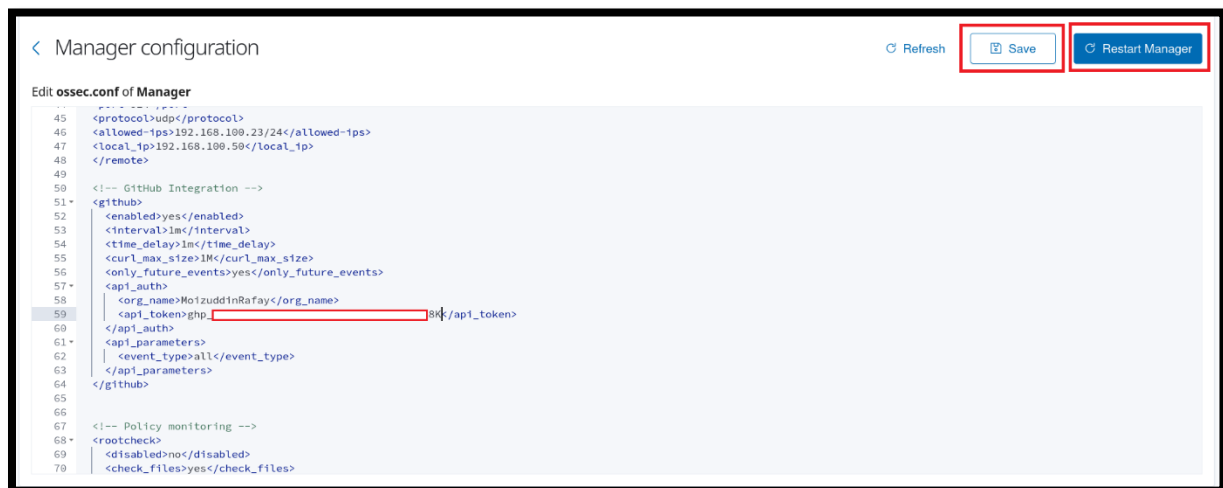 Manager configuration
Refresh
Save
Restart Manager
Edit ossec.conf of Manager
45 <protocol>udp</protocol>
46 <allowed-ips>192.168.100.23/24</allowed-ips>
47 <local_ip>192.168.100.50</local_ip>
48 </remote>
49
50 <!-- GitHub Integration -->
51 <github>
52 <enabled>yes</enabled>
53 <interval>1m</interval>
54 <time_delay>1m</time_delay>
55 <curl_max_size>1M</curl_max_size>
56 <only_future_events>yes</only_future_events>
57 <api_auth>
58 <org_name>MoizuddinRafay</org_name>
59 <api_token>ghp_ 8K</api_token>
60 </api_auth>
61 <api_parameters>
62 <event_type>all</event_type>
63 </api_parameters>
64 </github>
65
66
67 <!-- Policy monitoring -->
68 <rootcheck>
69 <disabled>no</disabled>
70 <check_files>yes</check_files>